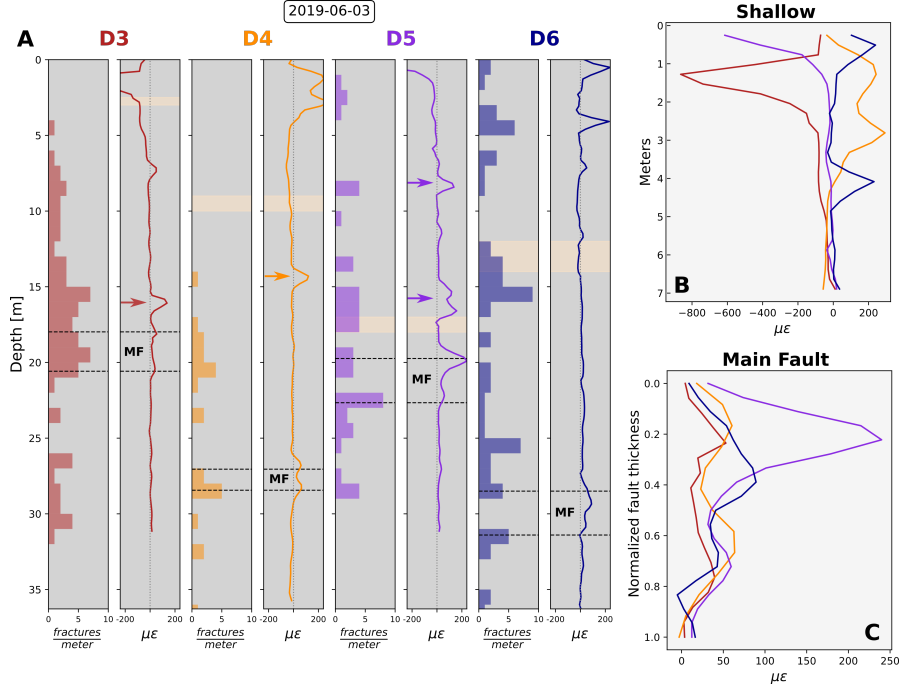 2019-06-03
A
D3 D4 D5 D6
0
5
10
15
20
25
30
35
Depth [m]
MF MF MF MF
0 5 10 -200 200 0 5 10 -200 200 0 5 10 -200 200 0 5 10 -200 200
fractures/meter με fractures/meter με fractures/meter με fractures/meter με
Shallow
0
1
2
3
4
5
6
7
Meters
B
−800 −600 −400 −200 0 200
με
Main Fault
0.0
0.2
0.4
0.6
0.8
1.0
Normalized fault thickness
C
0 50 100 150 200 250
με